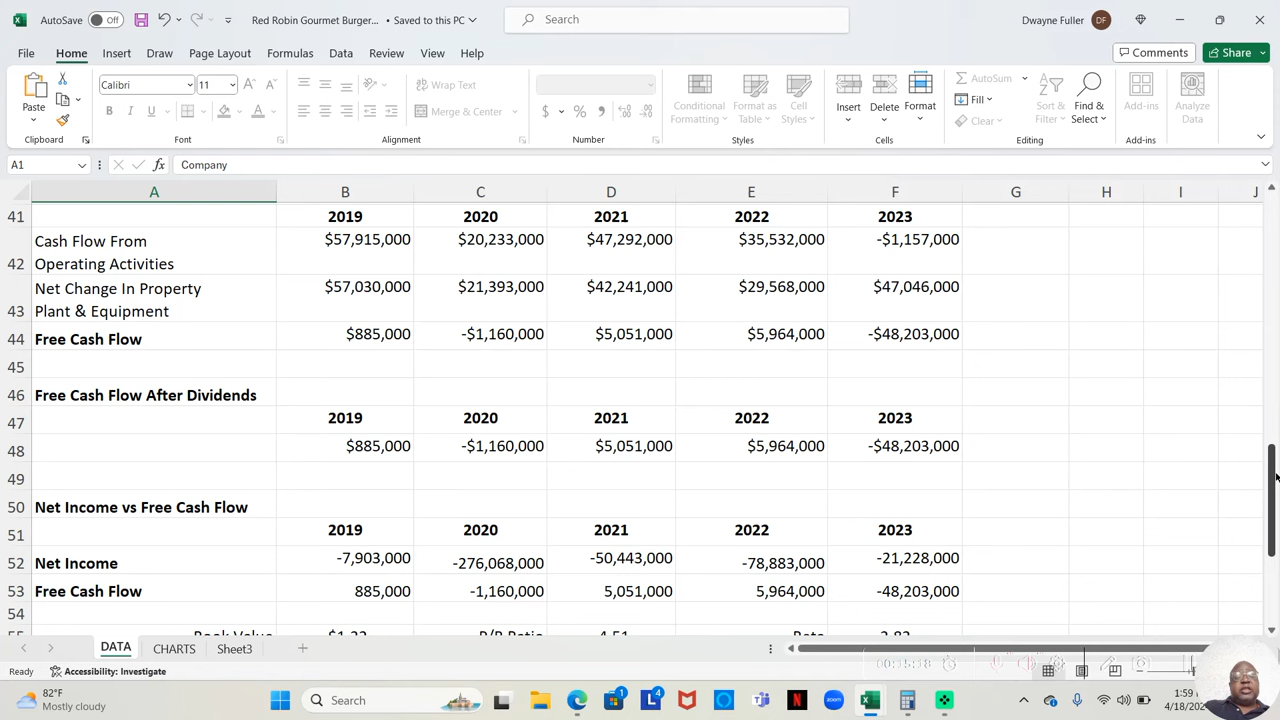 AutoSave Off Red Robin Gourmet Burger... • Saved to this PC Search Dwayne Fuller DF
File Home Insert Draw Page Layout Formulas Data Review View Help Comments Share
Paste Calibri 11 Wrap Text Conditional Format as Cell Insert Delete Format AutoSum Sort & Find & Add-ins Analyze
Merge & Center Formatting Table Styles Fill Filter Select Data
Clear
Clipboard Font Alignment Number Styles Cells Editing Add-ins
A1 fx Company
A B C D E F G H I J
41 2019 2020 2021 2022 2023
Cash Flow From $57,915,000 $20,233,000 $47,292,000 $35,532,000 -$1,157,000
42 Operating Activities
Net Change In Property $57,030,000 $21,393,000 $42,241,000 $29,568,000 $47,046,000
43 Plant & Equipment
44 Free Cash Flow $885,000 -$1,160,000 $5,051,000 $5,964,000 -$48,203,000
45
46 Free Cash Flow After Dividends
47 2019 2020 2021 2022 2023
48 $885,000 -$1,160,000 $5,051,000 $5,964,000 -$48,203,000
49
50 Net Income vs Free Cash Flow
51 2019 2020 2021 2022 2023
52 Net Income -7,903,000 -276,068,000 -50,443,000 -78,883,000 -21,228,000
53 Free Cash Flow 885,000 -1,160,000 5,051,000 5,964,000 -48,203,000
54
DATA CHARTS Sheet3
Ready Accessibility: Investigate
82°F Mostly cloudy Search 1:59